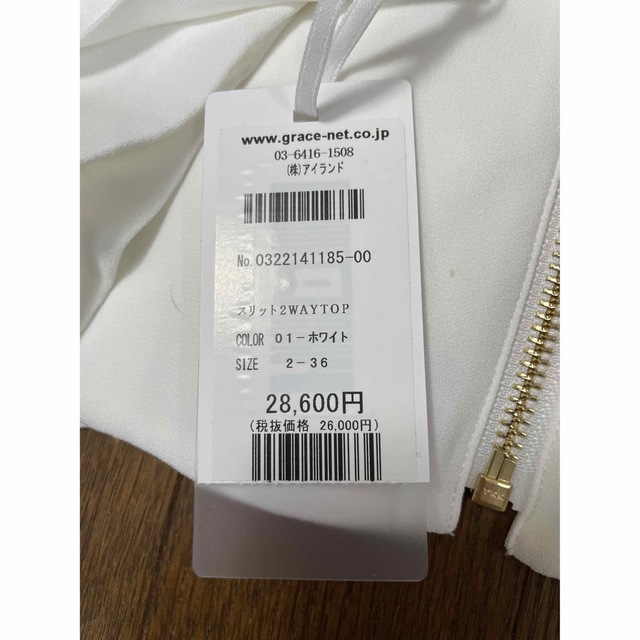 www.grace-net.co.jp
03-6416-1508
(株)アイランド
No.0322141185-00
スリット2WAYTOP
COLOR 01-ホワイト
SIZE 2-36
28,600円
(税抜価格 26,000円)
YKK